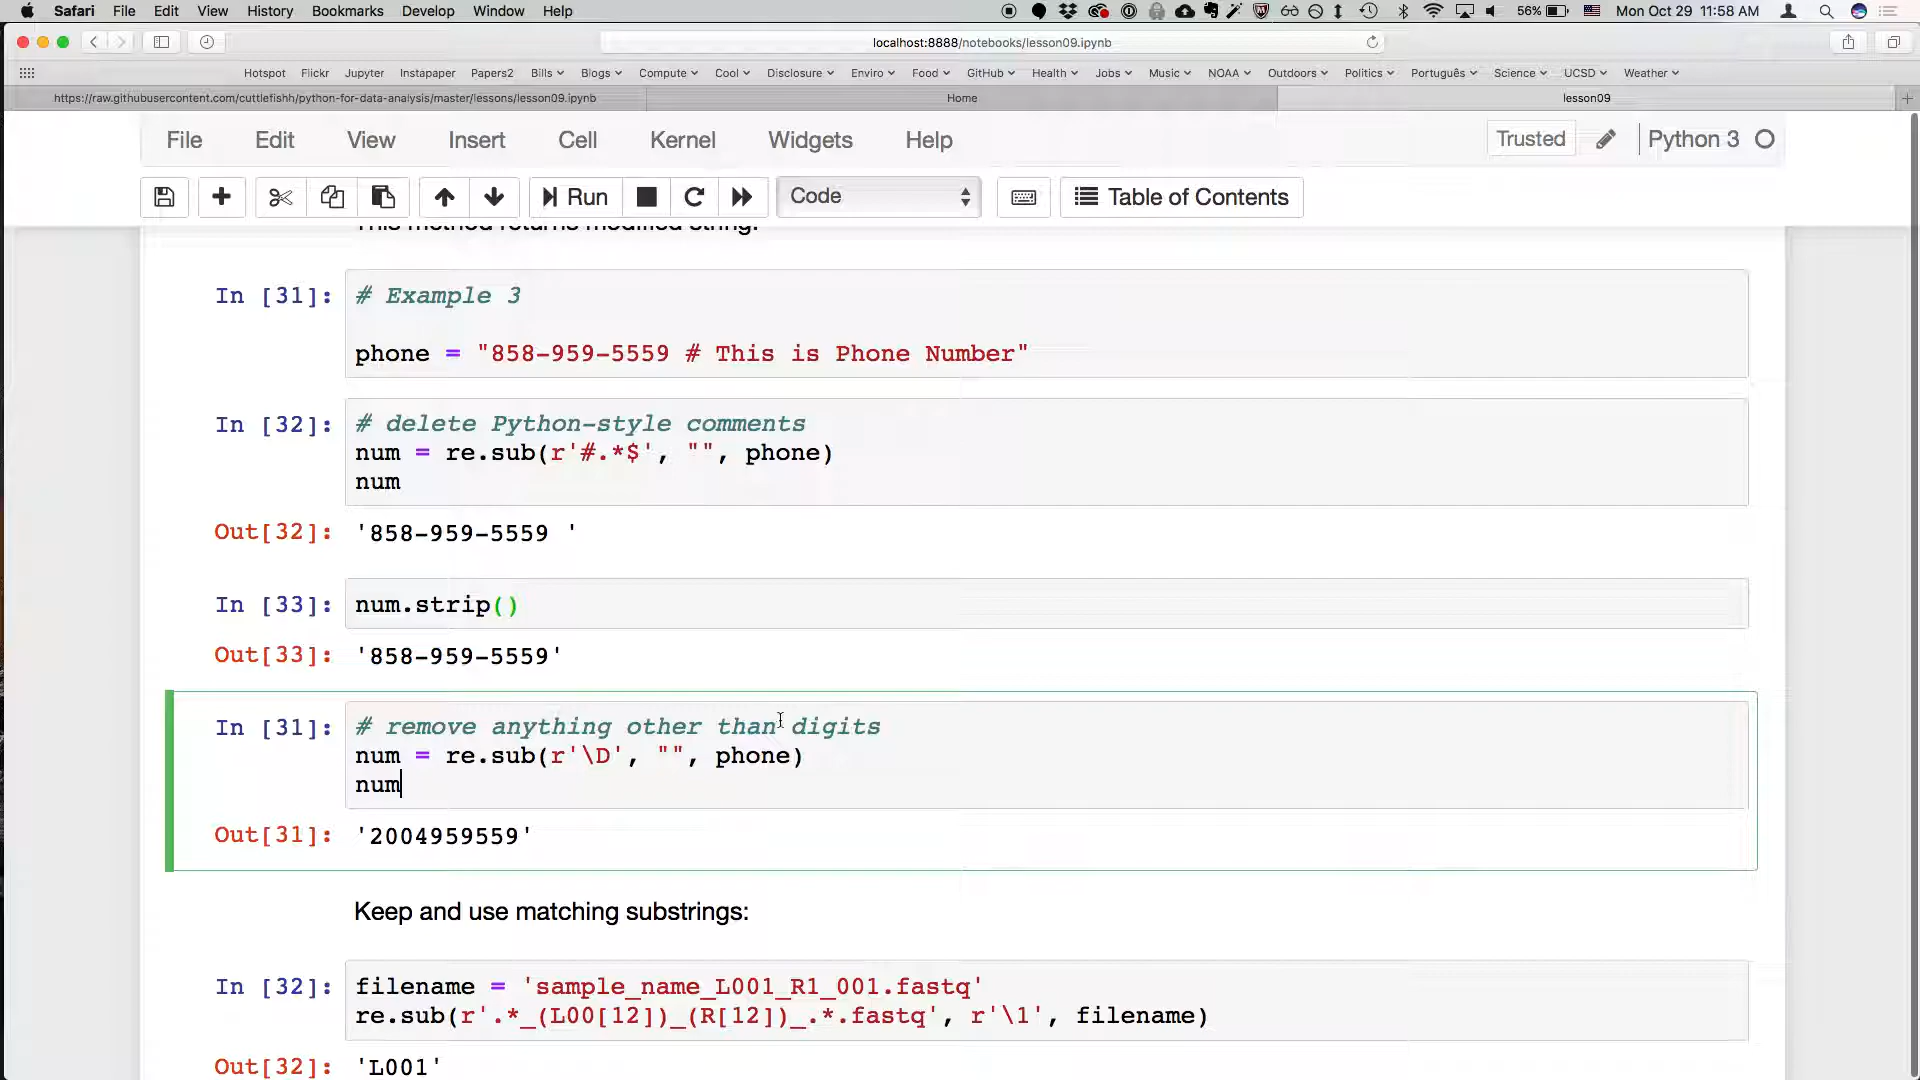 Safari File Edit View History Bookmarks Develop Window Help 56% Mon Oct 29 11:58 AM
localhost:8888/notebooks/lesson09.ipynb
Hotspot Flickr Jupyter Instapaper Papers2 Bills Blogs Compute Cool Disclosure Enviro Food GitHub Health Jobs Music NOAA Outdoors Politics Português Science UCSD Weather
https://raw.githubusercontent.com/cuttlefishh/python-for-data-analysis/master/lessons/lesson09.ipynb Home lesson09
File Edit View Insert Cell Kernel Widgets Help Trusted Python 3
Run Code Table of Contents
This method returns modified string.
In [31]: # Example 3
phone = "858-959-5559 # This is Phone Number"
In [32]: # delete Python-style comments
num = re.sub(r'#.*$', "", phone)
num
Out[32]: '858-959-5559 '
In [33]: num.strip()
Out[33]: '858-959-5559'
In [31]: # remove anything other than digits
num = re.sub(r'\D', "", phone)
num
Out[31]: '2004959559'
Keep and use matching substrings:
In [32]: filename = 'sample_name_L001_R1_001.fastq'
re.sub(r'.*_(L00[12])_(R[12])_.*.fastq', r'\1', filename)
Out[32]: 'L001'